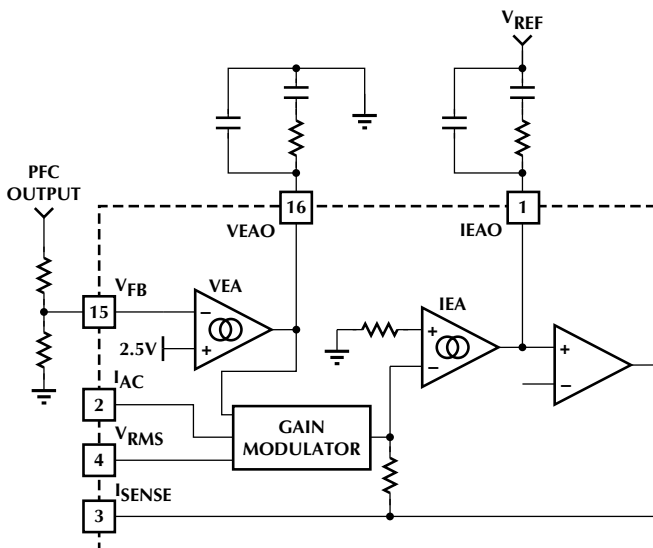 VREF
PFC
OUTPUT
16
1
VEAO
IEAO
VFB
VEA
IEA
15
−
+
2.5V
+
−
+
−
IAC
2
GAIN
MODULATOR
VRMS
4
ISENSE
3